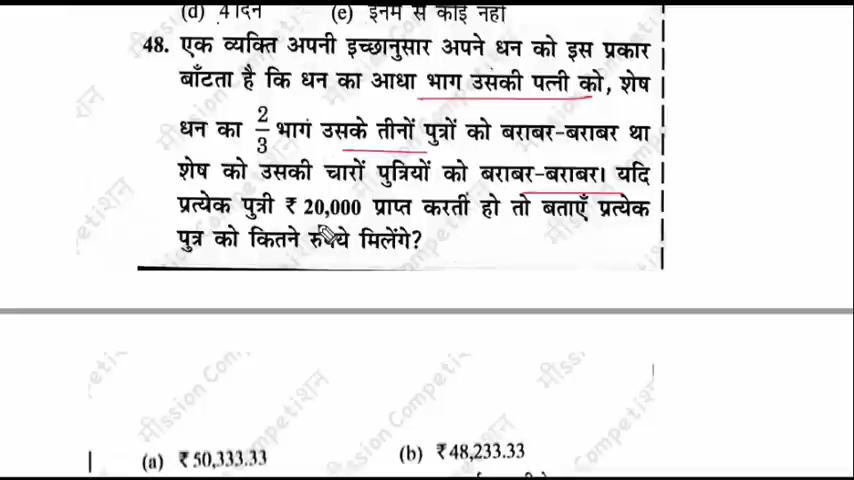 (d) 4 दिन (e) इनमें से कोई नहीं
48. एक व्यक्ति अपनी इच्छानुसार अपने धन को इस प्रकार
बाँटता है कि धन का आधा भाग उसकी पत्नी को, शेष
धन का 2/3 भाग उसके तीनों पुत्रों को बराबर-बराबर था
शेष को उसकी चारों पुत्रियों को बराबर-बराबर। यदि
प्रत्येक पुत्री ₹ 20,000 प्राप्त करतीं हो तो बताएँ प्रत्येक
पुत्र को कितने रुपये मिलेंगे?
मीission Competiशन
(a) ₹ 50,333.33 (b) ₹ 48,233.33